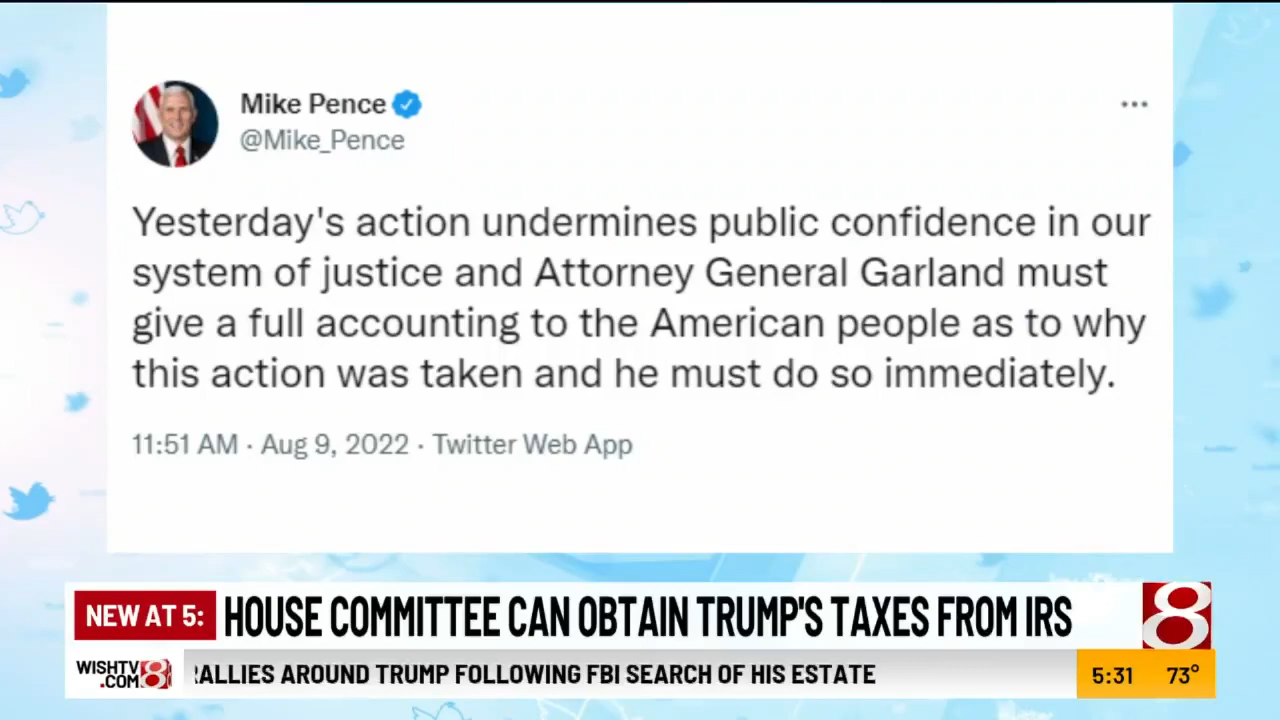 Mike Pence
@Mike_Pence
Yesterday's action undermines public confidence in our
system of justice and Attorney General Garland must
give a full accounting to the American people as to why
this action was taken and he must do so immediately.
11:51 AM · Aug 9, 2022 · Twitter Web App
NEW AT 5: HOUSE COMMITTEE CAN OBTAIN TRUMP'S TAXES FROM IRS
8
WISHTV
.COM 8
ALLIES AROUND TRUMP FOLLOWING FBI SEARCH OF HIS ESTATE
5:31 73°